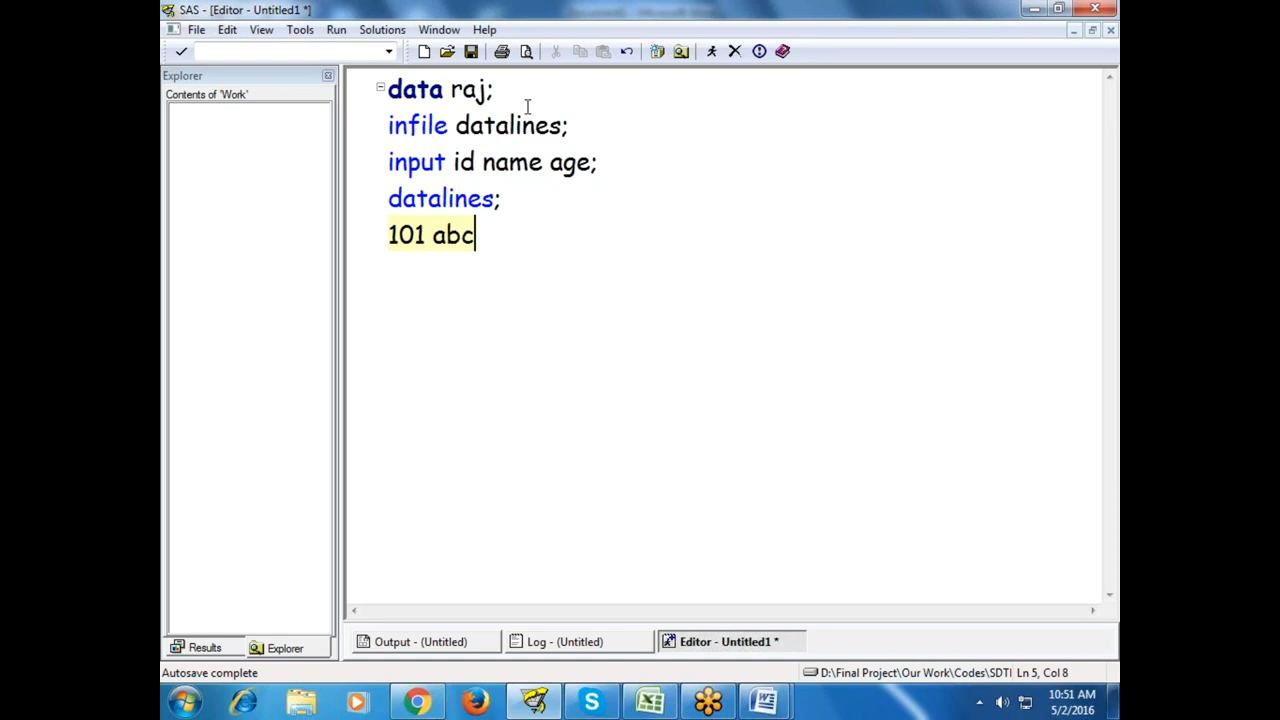 SAS - [Editor - Untitled1 *]
File Edit View Tools Run Solutions Window Help
Explorer
Contents of 'Work'
data raj;
infile datalines;
input id name age;
datalines;
101 abc
Results Explorer
Output - (Untitled) Log - (Untitled) Editor - Untitled1 *
Autosave complete D:\Final Project\Our Work\Codes\SDTI Ln 5, Col 8
10:51 AM
5/2/2016